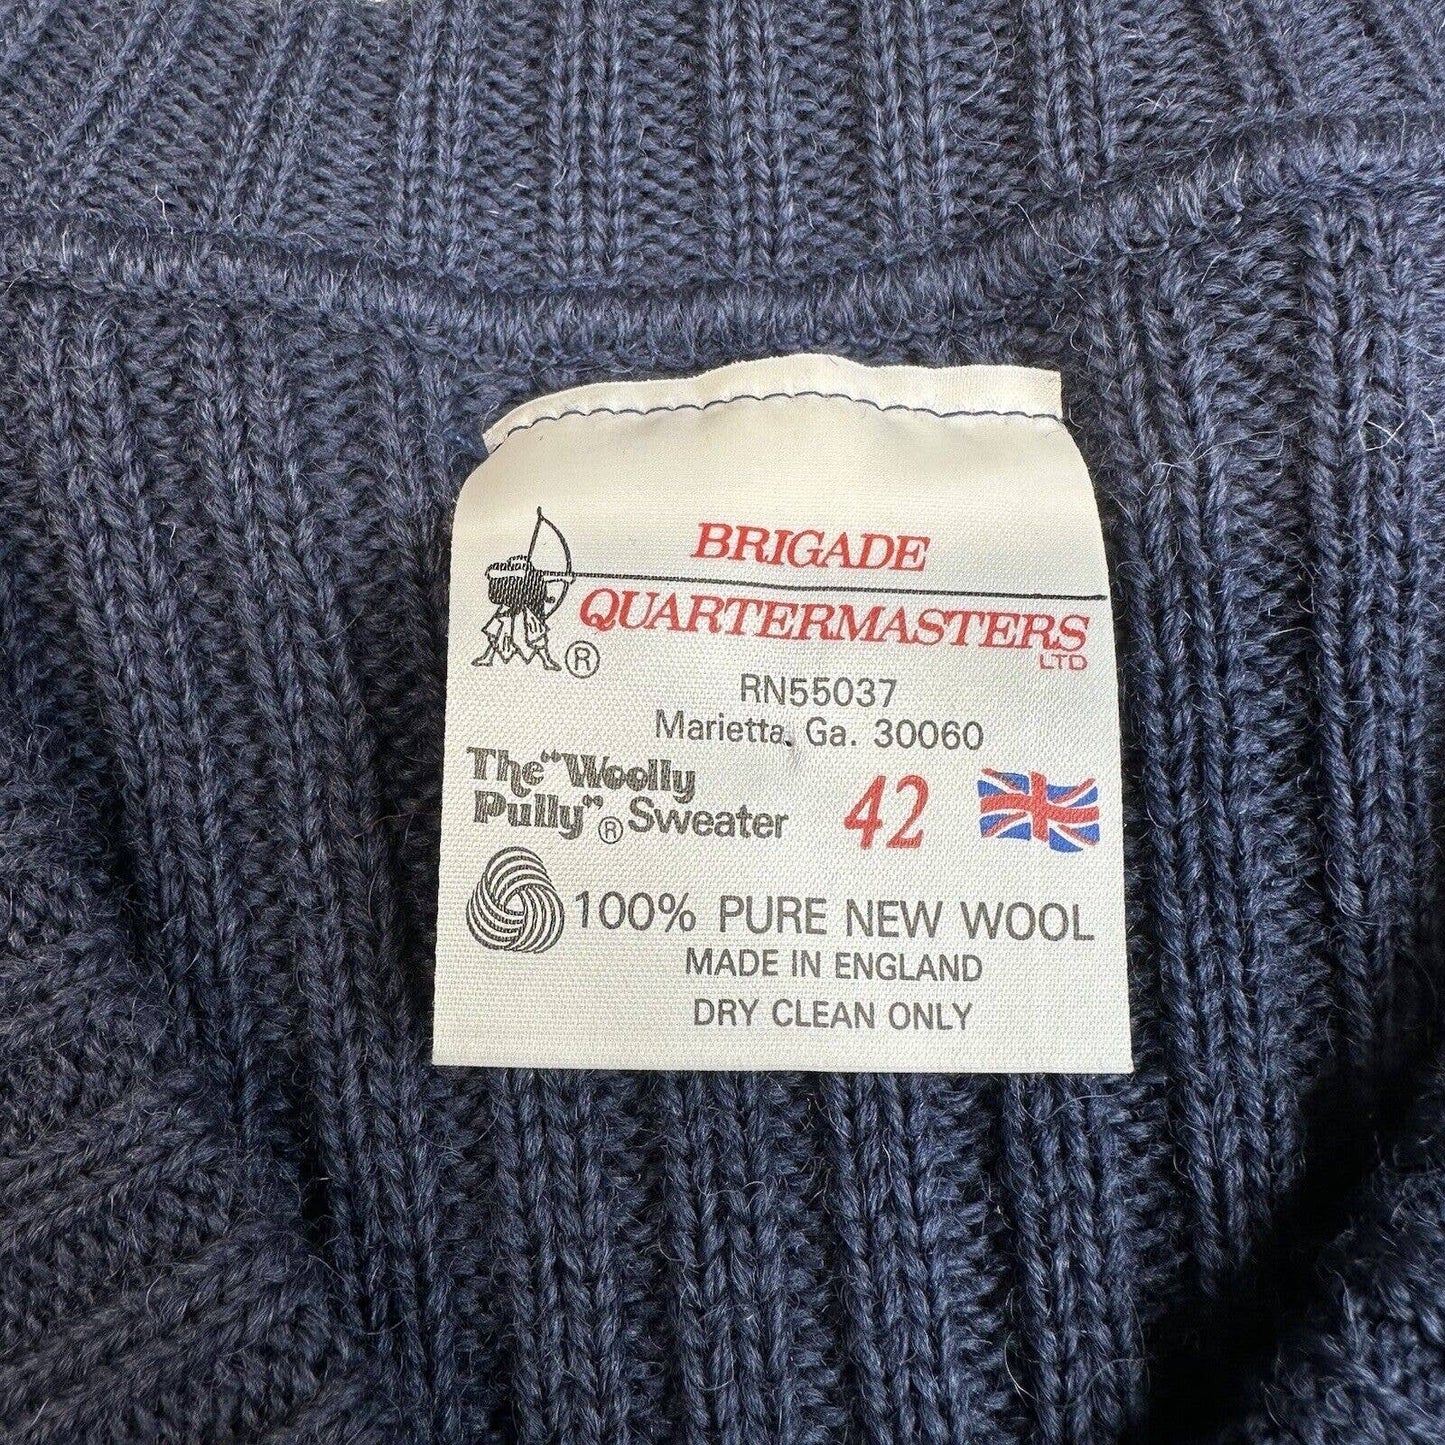 BRIGADE
QUARTERMASTERS
LTD
®
RN55037
Marietta, Ga. 30060
The "Woolly
Pully" ® Sweater 42
100% PURE NEW WOOL
MADE IN ENGLAND
DRY CLEAN ONLY